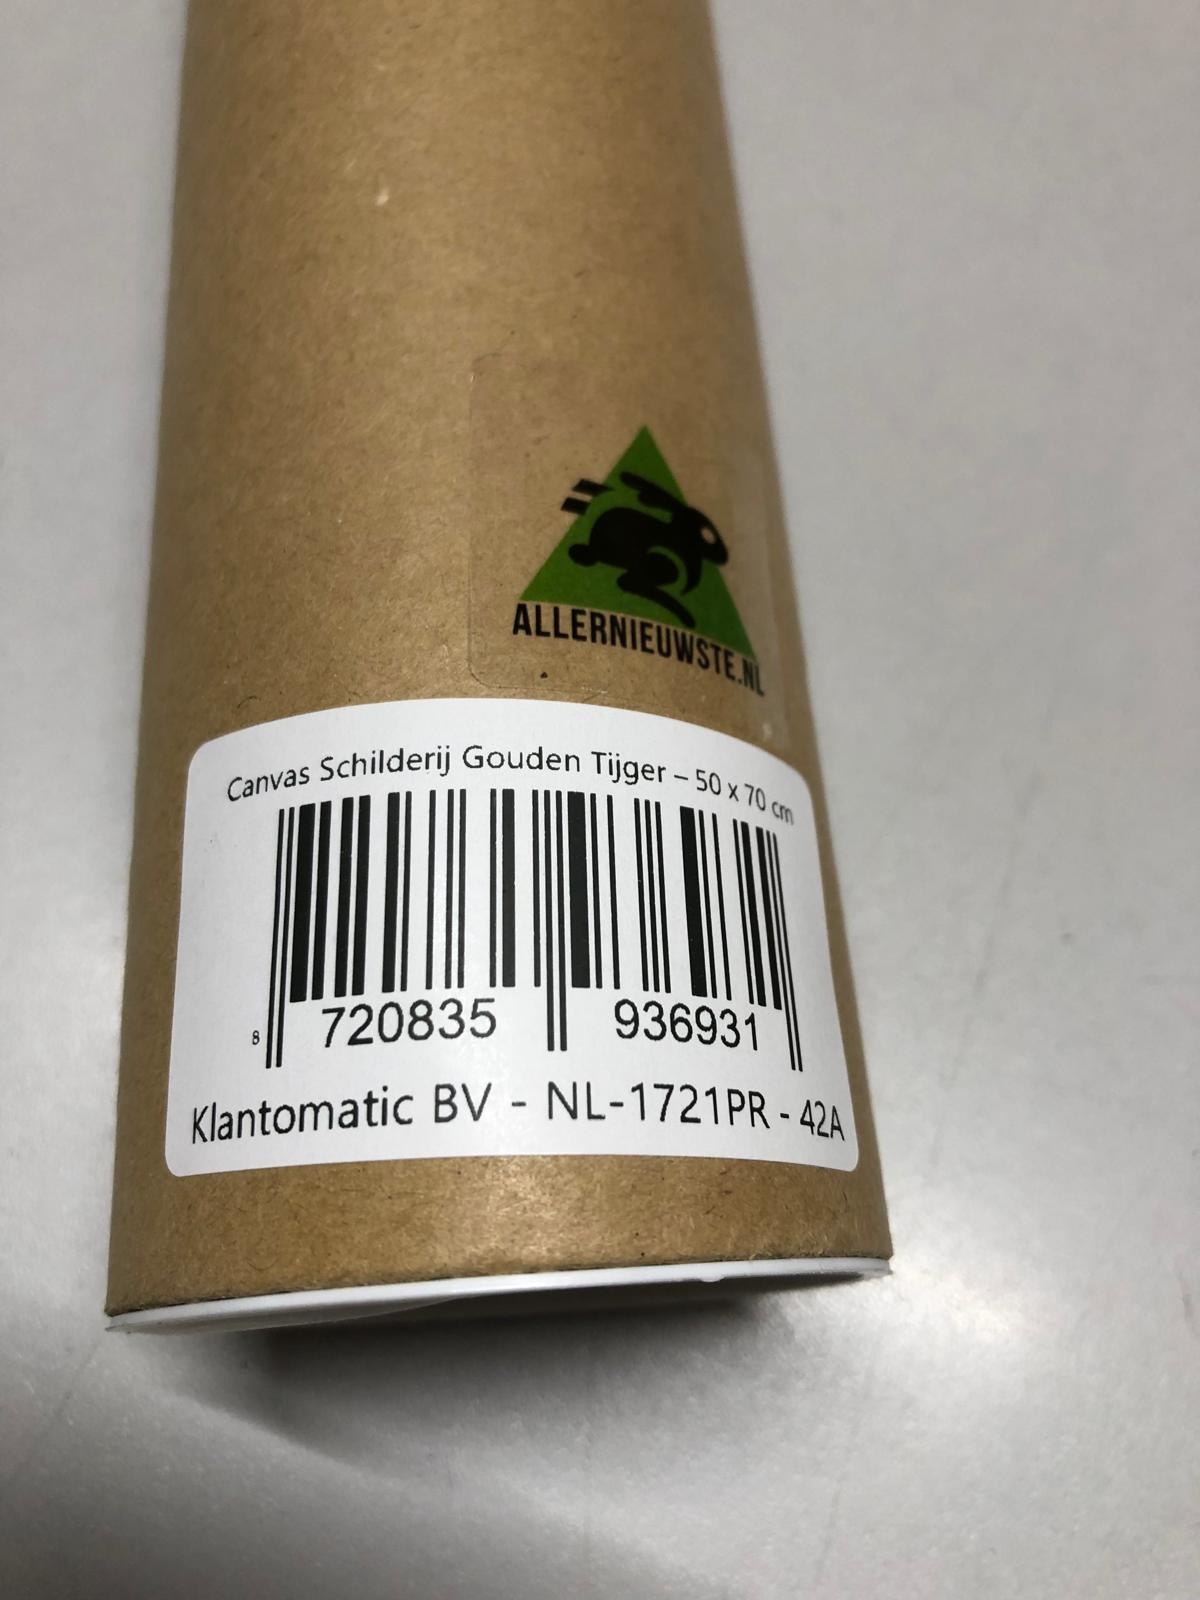 ALLERNIEUWSTE.NL
Canvas Schilderij Gouden Tijger – 50 x 70 cm
8 720835 936931
Klantomatic BV - NL-1721PR - 42A